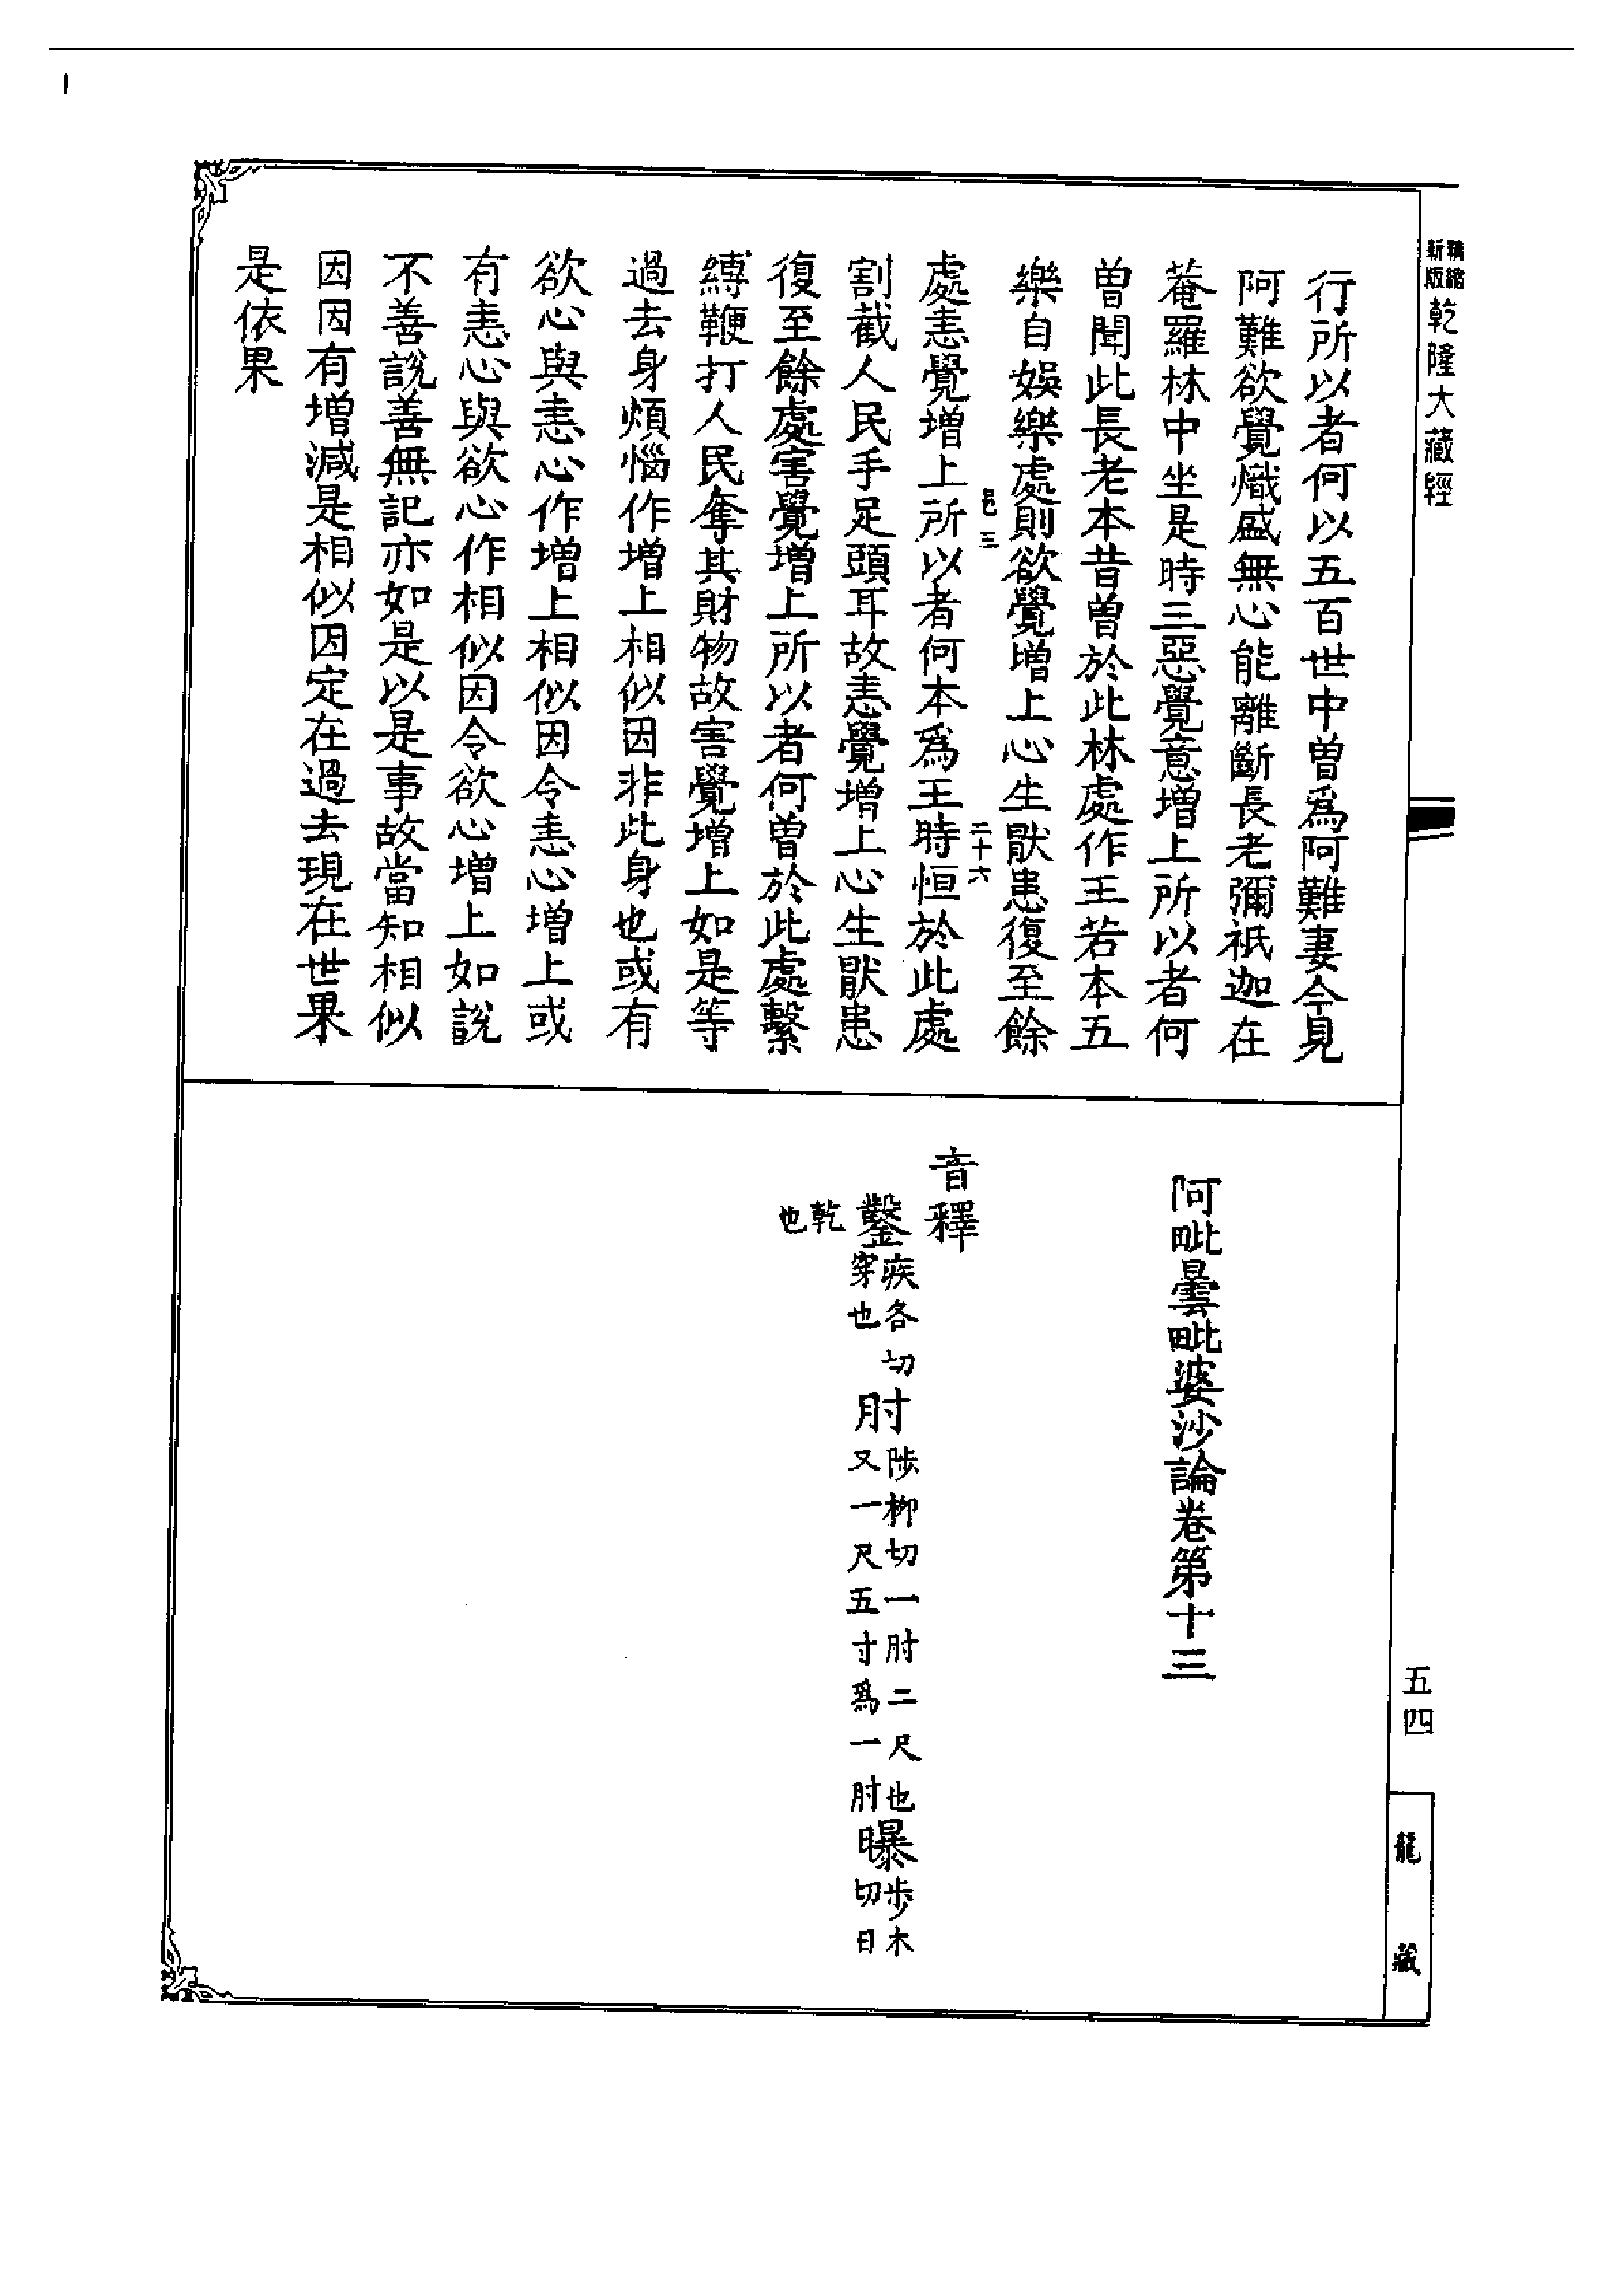 精縮
新版
乾隆大藏經
行所以者何以五百世中曽爲阿難妻今見
阿難欲覺熾盛無心能離斷長老彌祇迦在
菴羅林中坐是時三惡覺意增上所以者何
曽聞此長老本昔曽於此林處作王若本五
樂自娛樂處則欲覺增上心生猒患復至餘
三
二十六
處恚覺增上所以者何本爲王時恒於此處
割截人民手足頭耳故恚覺增上心生猒患
復至餘處害覺增上所以者何曽於此處繫
縛鞭打人民奪其財物故害覺增上如是等
過去身煩惱作增上相似因非此身也或有
欲心與恚心作增上相似因令恚心增上或
有恚心與欲心作相似因令欲心增上如說
不善說善無記亦如是以是事故當知相似
因因有增減是相似因定在過去現在世果
是依果
阿毗曇毗婆沙論卷第十三
音釋
鑿疾各切穿也 肘陟柳切一肘二尺也又一尺五寸爲一肘 曝步木切日
乾也
五四
龍藏